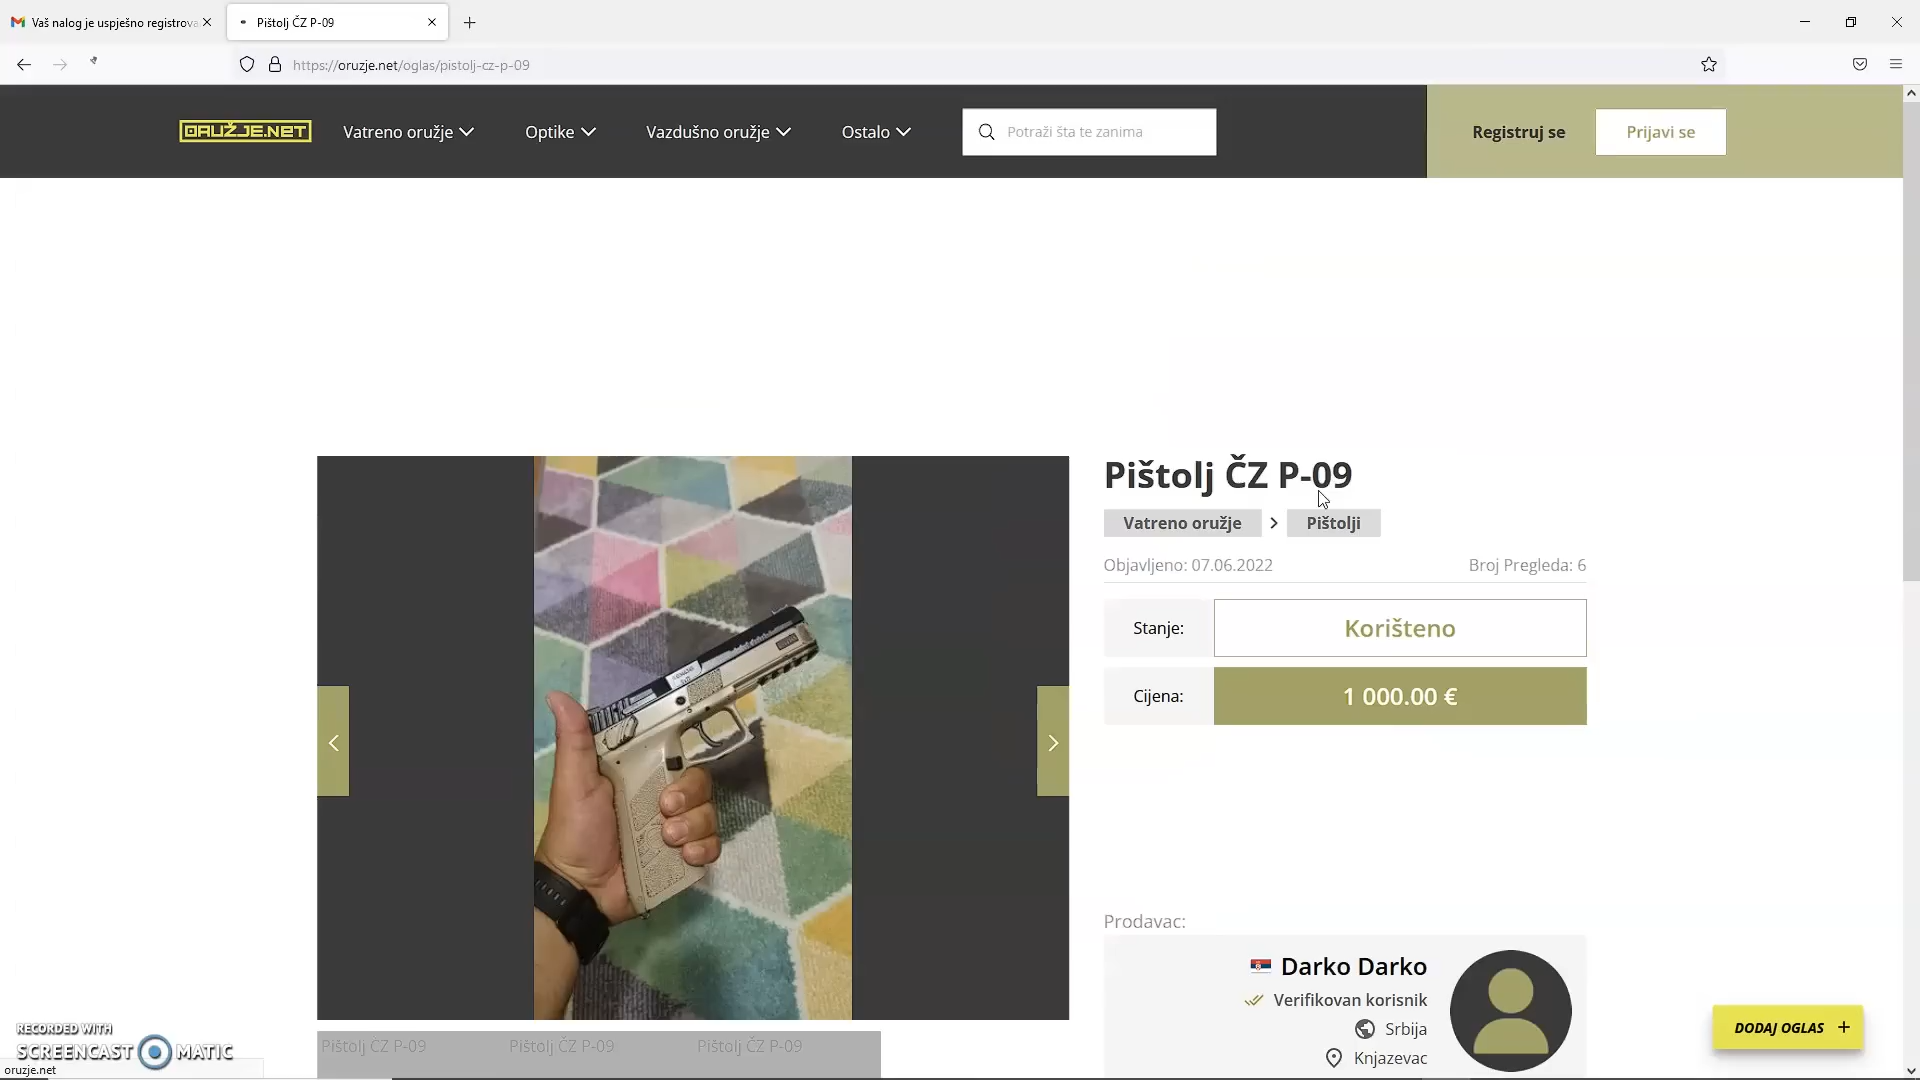 Vaš nalog je uspješno registrova
Pištolj ČZ P-09
https://oruzje.net/oglas/pistolj-cz-p-09
ORUŽJE.NET
Vatreno oružje
Optike
Vazdušno oružje
Ostalo
Potraži šta te zanima
Registruj se
Prijavi se
Pištolj ČZ P-09
Vatreno oružje > Pištolji
Objavljeno: 07.06.2022
Broj Pregleda: 6
Stanje:
Korišteno
Cijena:
1 000.00 €
Prodavac:
Darko Darko
Verifikovan korisnik
Srbija
Knjazevac
DODAJ OGLAS +
Pištolj ČZ P-09
Pištolj ČZ P-09
Pištolj ČZ P-09
RECORDED WITH
SCREENCAST MATIC
oruzje.net